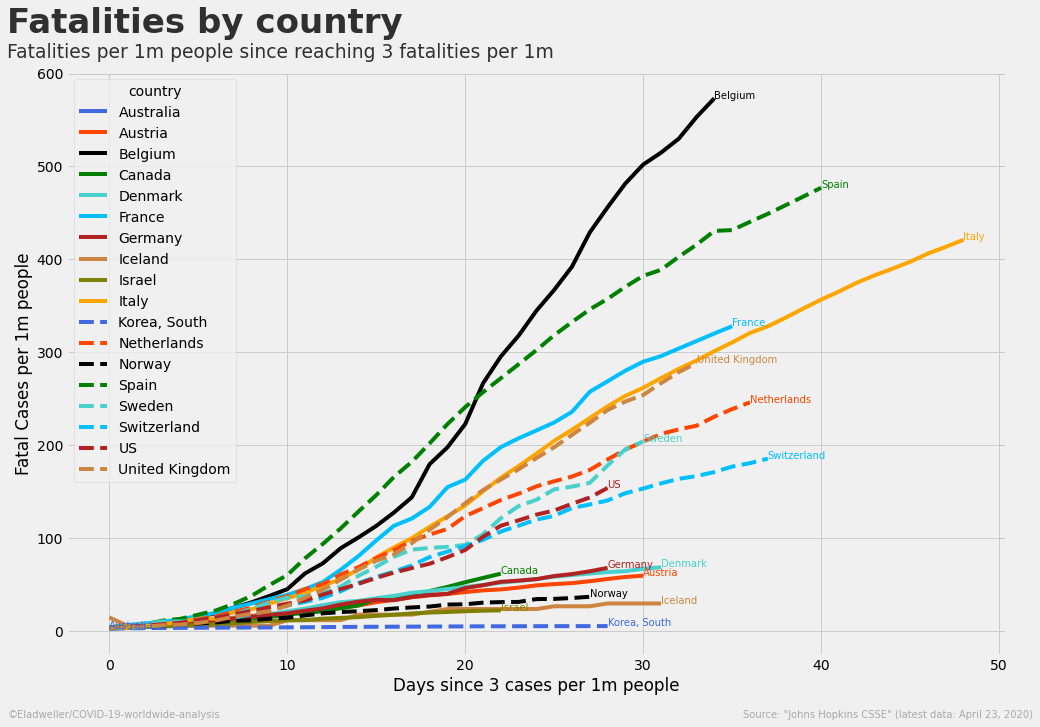 Fatalities by country
Fatalities per 1m people since reaching 3 fatalities per 1m
600
500
400
300
200
100
0
Fatal Cases per 1m people
country
Australia
Austria
Belgium
Canada
Denmark
France
Germany
Iceland
Israel
Italy
Korea, South
Netherlands
Norway
Spain
Sweden
Switzerland
US
United Kingdom
Belgium
Spain
Italy
France
United Kingdom
Netherlands
Sweden
Switzerland
US
Canada
Germany
Denmark
Austria
Norway
Israel
Iceland
Korea, South
0 10 20 30 40 50
Days since 3 cases per 1m people
©Eladweller/COVID-19-worldwide-analysis
Source: "Johns Hopkins CSSE" (latest data: April 23, 2020)